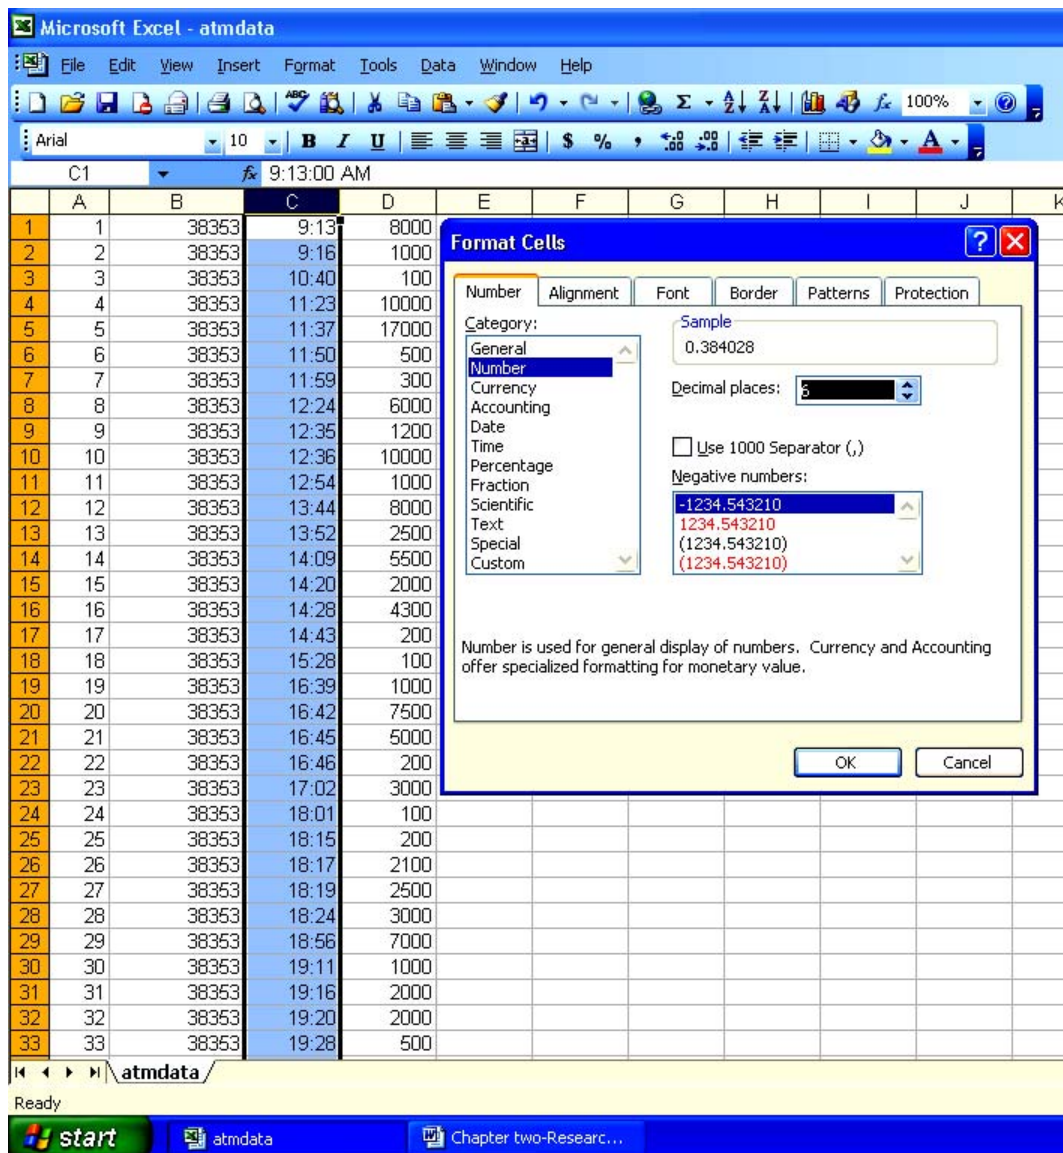 Microsoft Excel - atmdata
File Edit View Insert Format Tools Data Window Help
100%
Arial 10 B I U $ % ,
C1 fx 9:13:00 AM
A B C D E F G H I J K
1 1 38353 9:13 8000
2 2 38353 9:16 1000
3 3 38353 10:40 100
4 4 38353 11:23 10000
5 5 38353 11:37 17000
6 6 38353 11:50 500
7 7 38353 11:59 300
8 8 38353 12:24 6000
9 9 38353 12:35 1200
10 10 38353 12:36 10000
11 11 38353 12:54 1000
12 12 38353 13:44 8000
13 13 38353 13:52 2500
14 14 38353 14:09 5500
15 15 38353 14:20 2000
16 16 38353 14:28 4300
17 17 38353 14:43 200
18 18 38353 15:28 100
19 19 38353 16:39 1000
20 20 38353 16:42 7500
21 21 38353 16:45 5000
22 22 38353 16:46 200
23 23 38353 17:02 3000
24 24 38353 18:01 100
25 25 38353 18:15 200
26 26 38353 18:17 2100
27 27 38353 18:19 2500
28 28 38353 18:24 3000
29 29 38353 18:56 7000
30 30 38353 19:11 1000
31 31 38353 19:16 2000
32 32 38353 19:20 2000
33 33 38353 19:28 500
Format Cells
Number Alignment Font Border Patterns Protection
Category:
General
Number
Currency
Accounting
Date
Time
Percentage
Fraction
Scientific
Text
Special
Custom
Sample
0.384028
Decimal places: 6
Use 1000 Separator (,)
Negative numbers:
-1234.543210
1234.543210
(1234.543210)
(1234.543210)
Number is used for general display of numbers. Currency and Accounting
offer specialized formatting for monetary value.
OK Cancel
atmdata
Ready
start atmdata Chapter two-Researc...